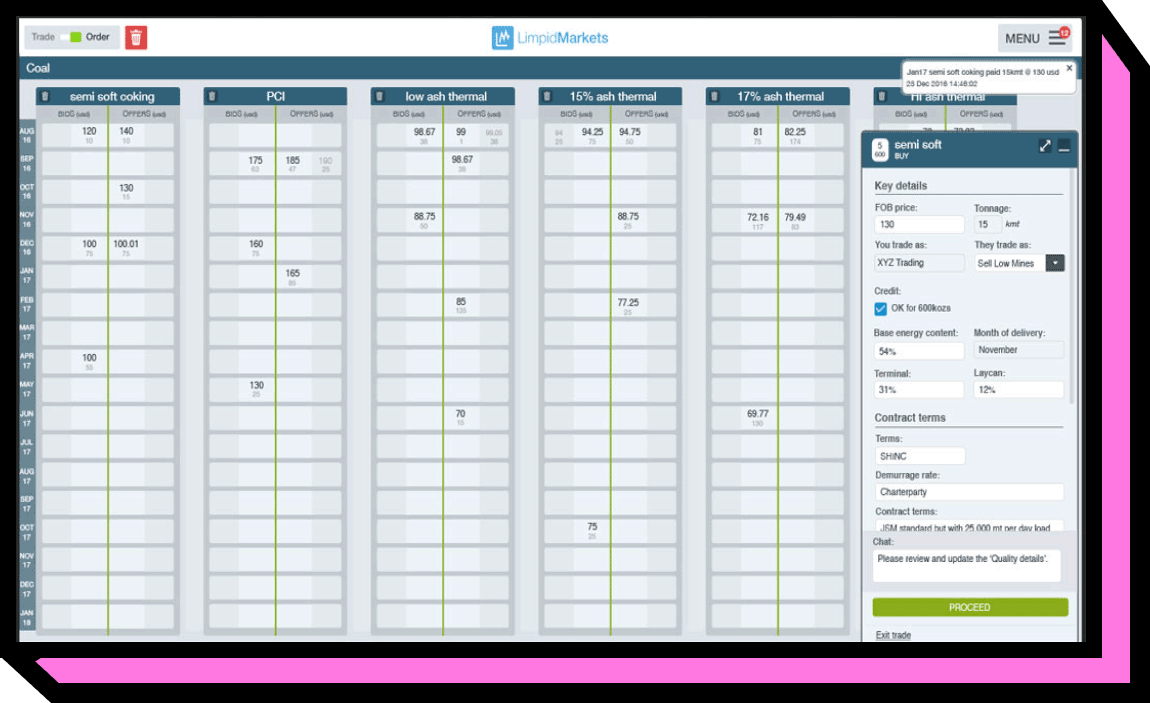 Trade Order
LimpidMarkets
MENU 12
Coal
Jan17 semi soft coking paid 15kmt @ 130 usd
23 Dec 2016 14:46:02
semi soft coking PCI low ash thermal 15% ash thermal 17% ash thermal HI ash thermal
BIDS (usd) OFFERS (usd) BIDS (usd) OFFERS (usd) BIDS (usd) OFFERS (usd) BIDS (usd) OFFERS (usd) BIDS (usd) OFFERS (usd) BIDS (usd) OFFERS (usd)
AUG 120 140 98.67 99 94 94.25 94.75 81 82.25
16 10 10 36 1 36 25 75 50 75 174
SEP 175 185 190 98.67
16 62 47 25 38
OCT 130
16 15
NOV 88.75 88.75 72.16 79.49
16 50 25 117 83
DEC 100 100.01 160
16 75 75 75
JAN 165
17
FEB 85 77.25
17 135 25
MAR
17
APR 100
17
MAY 130
17 25
JUN 70 69.77
17 130
JUL
17
AUG
17
SEP
17
OCT 75
17 25
NOV
17
DEC
17
JAN
18
5
600
semi soft
BUY
Key details
FOB price: Tonnage:
130 15 kmt
You trade as: They trade as:
XYZ Trading Sell Low Mines
Credit:
OK for 600kozs
Base energy content: Month of delivery:
54% November
Terminal: Laycan:
31% 12%
Contract terms
Terms:
SHINC
Demurrage rate:
Charterparty
Contract terms:
JSM standard but with 25 000 mt per day load
Chat:
Please review and update the 'Quality details'.
PROCEED
Exit trade